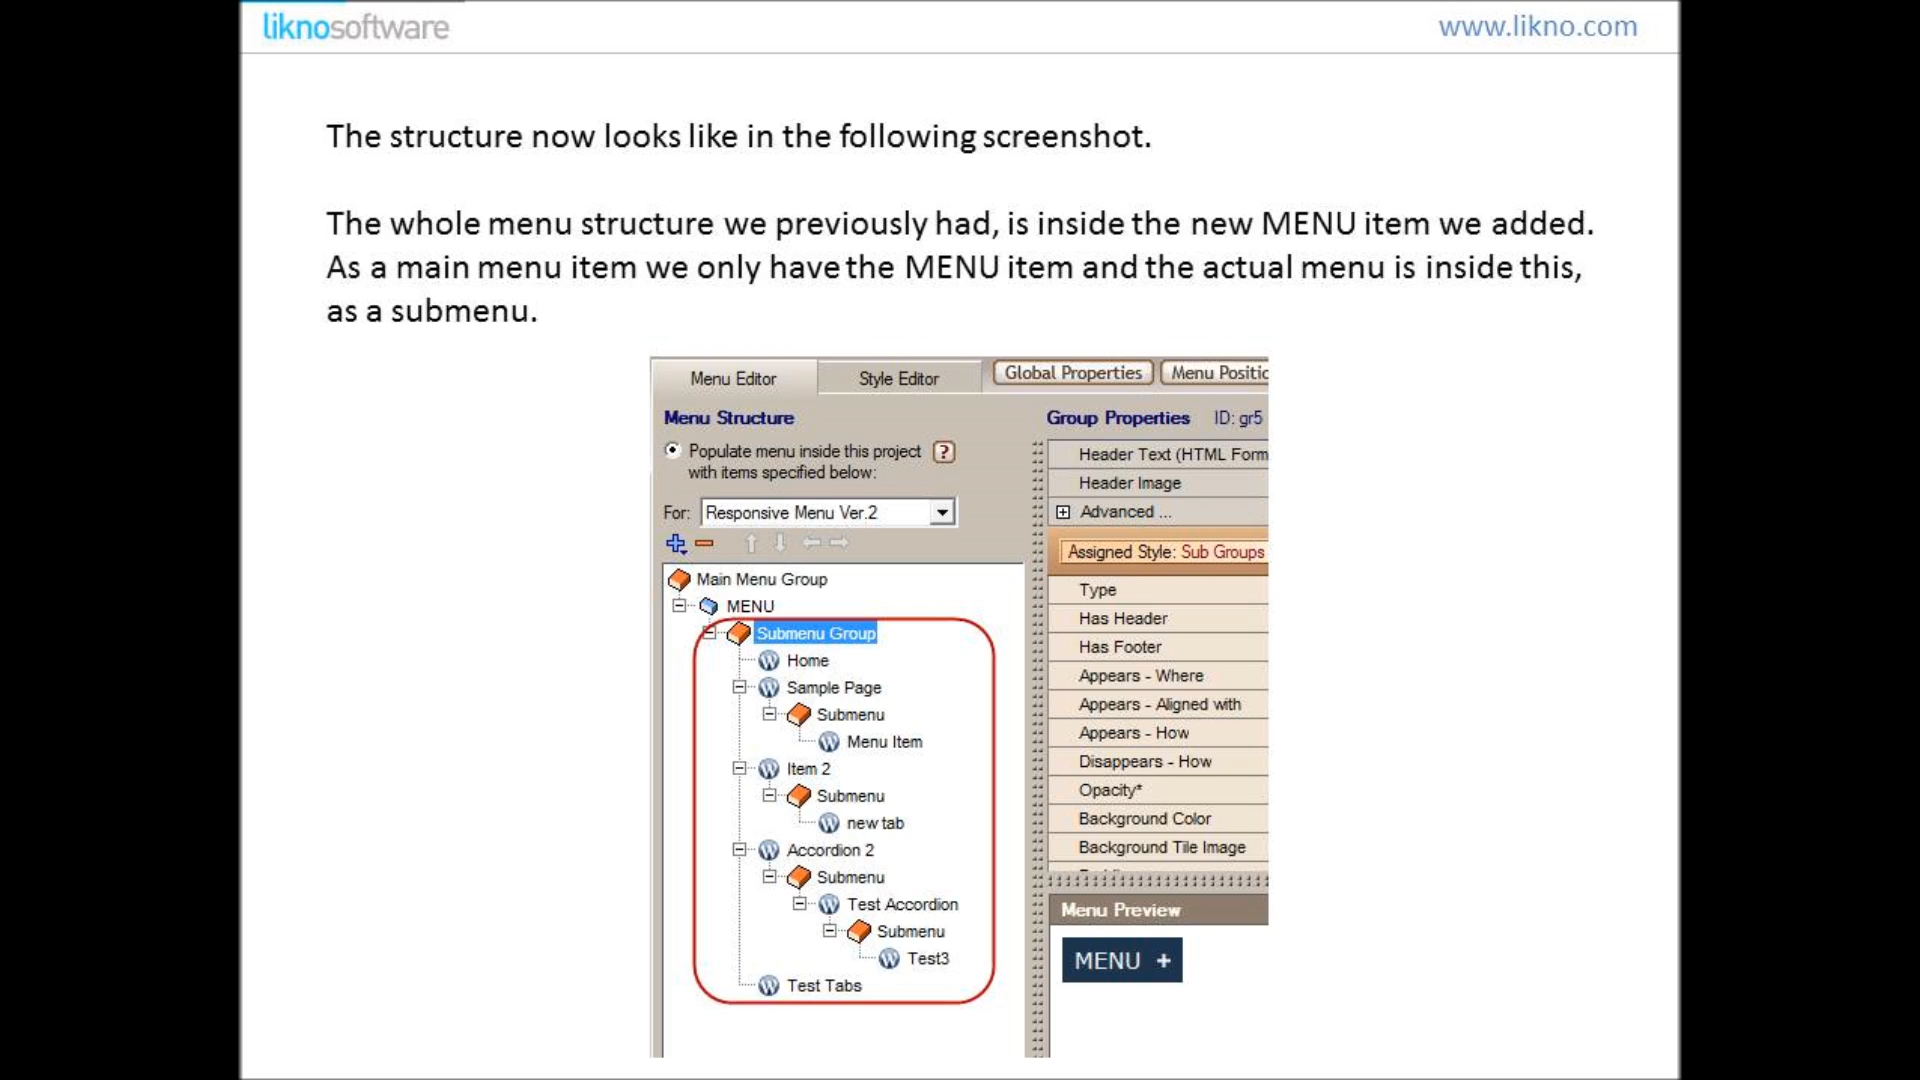 liknosoftware
www.likno.com
The structure now looks like in the following screenshot.
The whole menu structure we previously had, is inside the new MENU item we added.
As a main menu item we only have the MENU item and the actual menu is inside this,
as a submenu.
Menu Editor
Style Editor
Global Properties
Menu Positio
Menu Structure
Group Properties ID: gr5
Populate menu inside this project ?
with items specified below:
For: Responsive Menu Ver.2
Main Menu Group
MENU
Submenu Group
Home
Sample Page
Submenu
Menu Item
Item 2
Submenu
new tab
Accordion 2
Submenu
Test Accordion
Submenu
Test3
Test Tabs
Header Text (HTML Form
Header Image
Advanced ...
Assigned Style: Sub Groups
Type
Has Header
Has Footer
Appears - Where
Appears - Aligned with
Appears - How
Disappears - How
Opacity*
Background Color
Background Tile Image
Menu Preview
MENU +